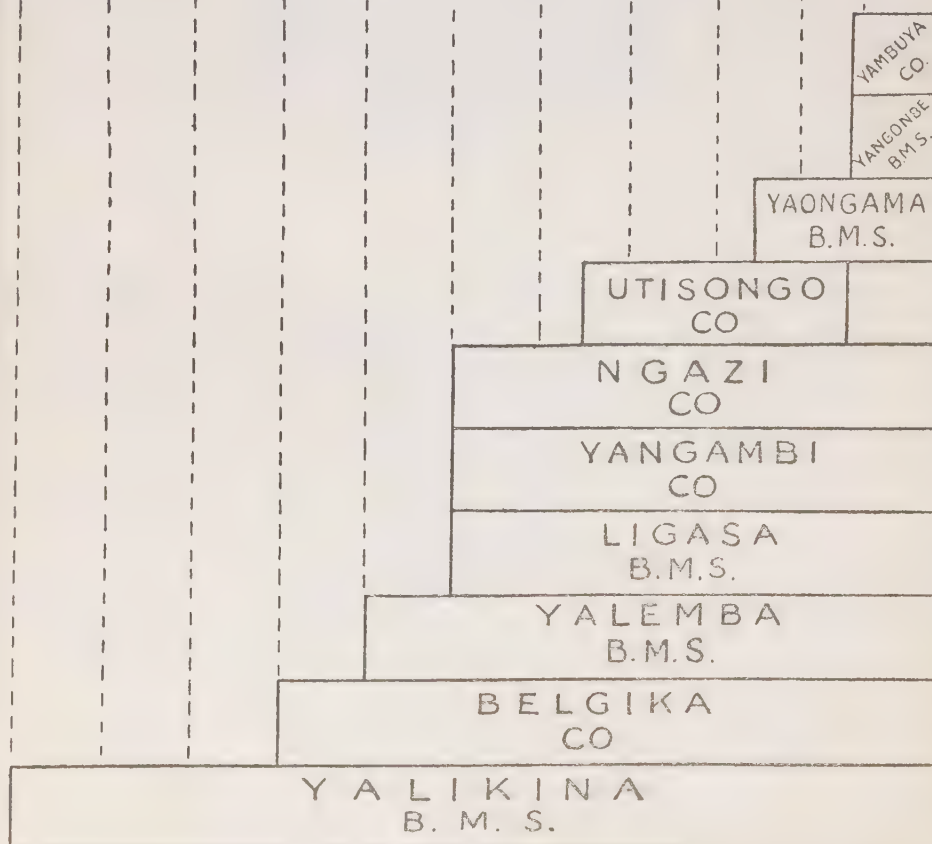 YAMBUYA
CO.
YANGONBE
B.M.S.
YAONGAMA
B.M.S.
UTISONGO
CO
NGAZI
CO
YANGAMBI
CO
LIGASA
B.M.S.
YALEMBA
B.M.S.
BELGIKA
CO
YALIKINA
B. M. S.